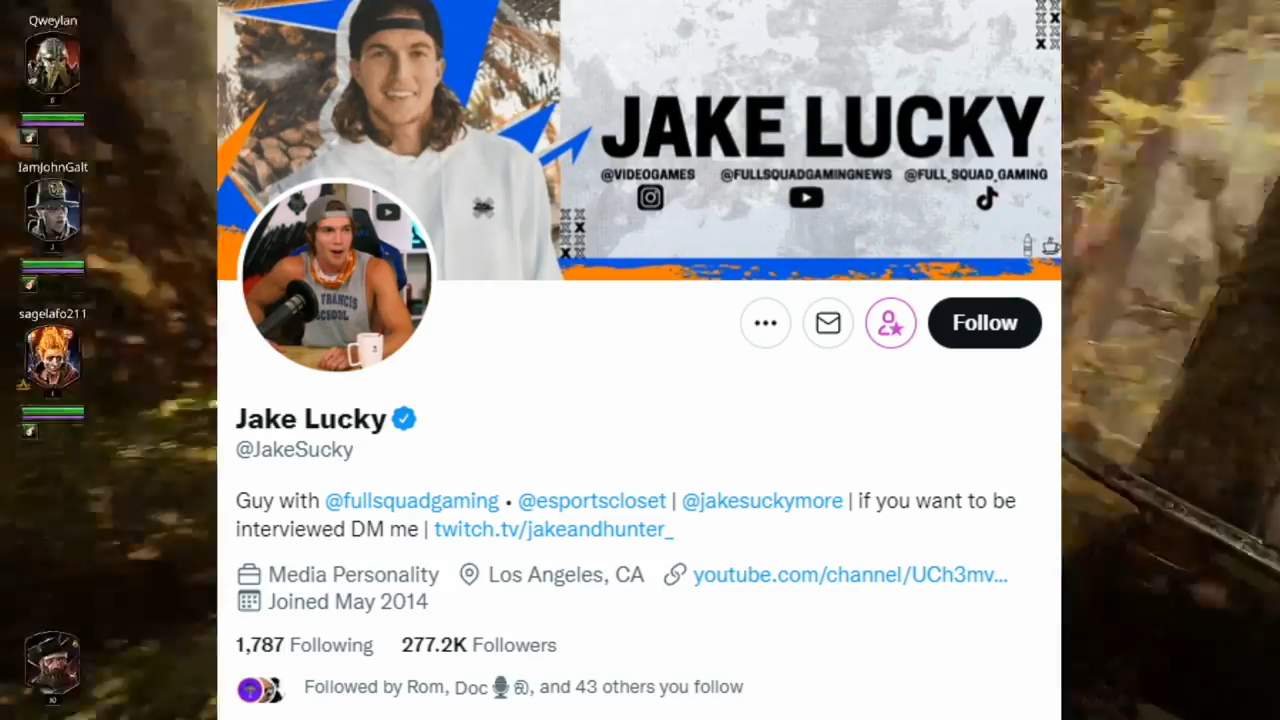 Qweylan
IamJohnGalt
sagelafo211
JAKE LUCKY
@VIDEOGAMES @FULLSQUADGAMINGNEWS @FULL_SQUAD_GAMING
FRANCIS
SCHOOL
Follow
Jake Lucky
@JakeSucky
Guy with @fullsquadgaming • @esportscloset | @jakesuckymore | if you want to be
interviewed DM me | twitch.tv/jakeandhunter_
Media Personality Los Angeles, CA youtube.com/channel/UCh3mv...
Joined May 2014
1,787 Following 277.2K Followers
Followed by Rom, Doc🎙, and 43 others you follow